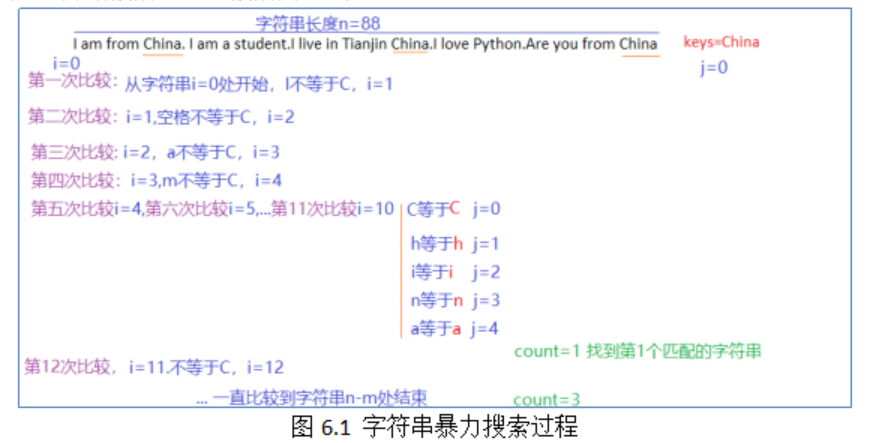 字符串长度n=88
I am from China. I am a student.I live in Tianjin China.I love Python.Are you from China keys=China
i=0 j=0
第一次比较：从字符串i=0处开始，I不等于C，i=1
第二次比较：i=1,空格不等于C，i=2
第三次比较: i=2，a不等于C，i=3
第四次比较：i=3,m不等于C，i=4
第五次比较i=4,第六次比较i=5,...第11次比较i=10 C等于C j=0
h等于h j=1
i等于i j=2
n等于n j=3
a等于a j=4
count=1 找到第1个匹配的字符串
第12次比较，i=11.不等于C，i=12
... 一直比较到字符串n-m处结束 count=3
图 6.1 字符串暴力搜索过程